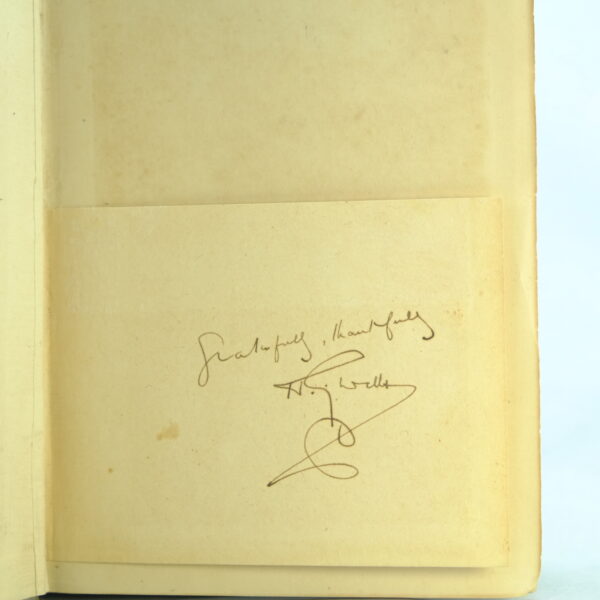 Gratefully, thankfully
H. G. Wells